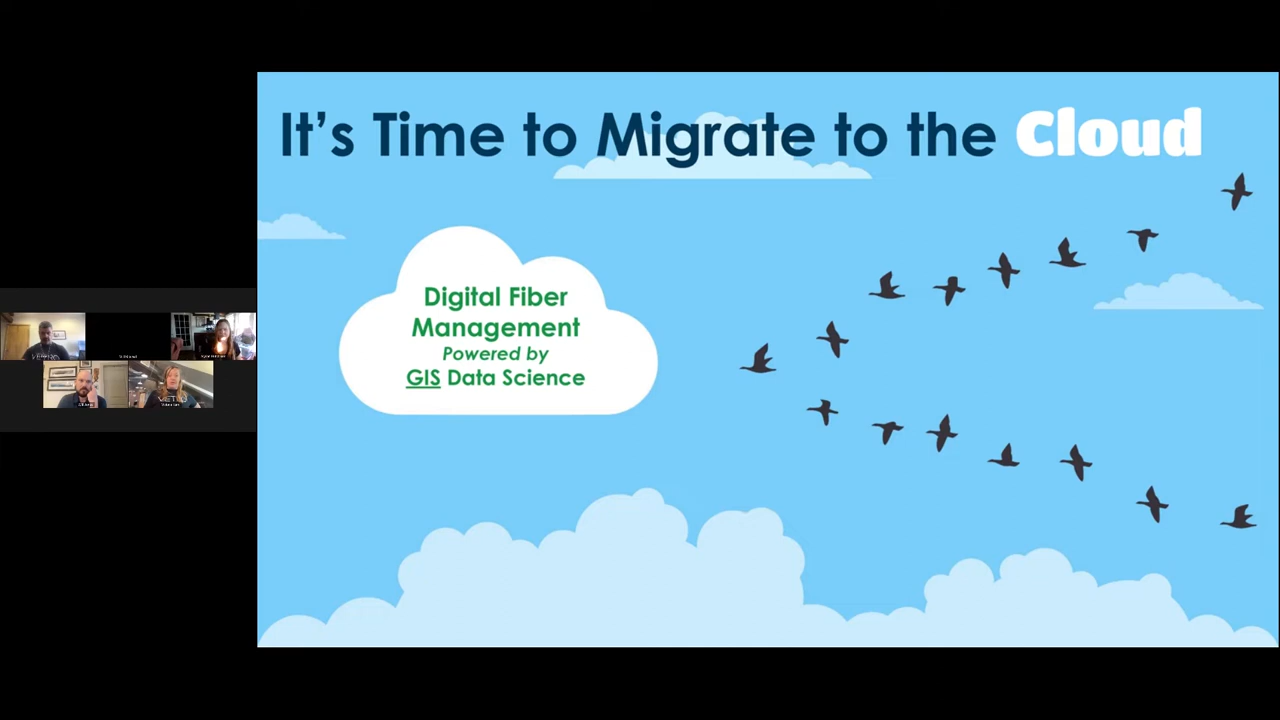 It's Time to Migrate to the Cloud
Digital Fiber
Management
Powered by
GIS Data Science